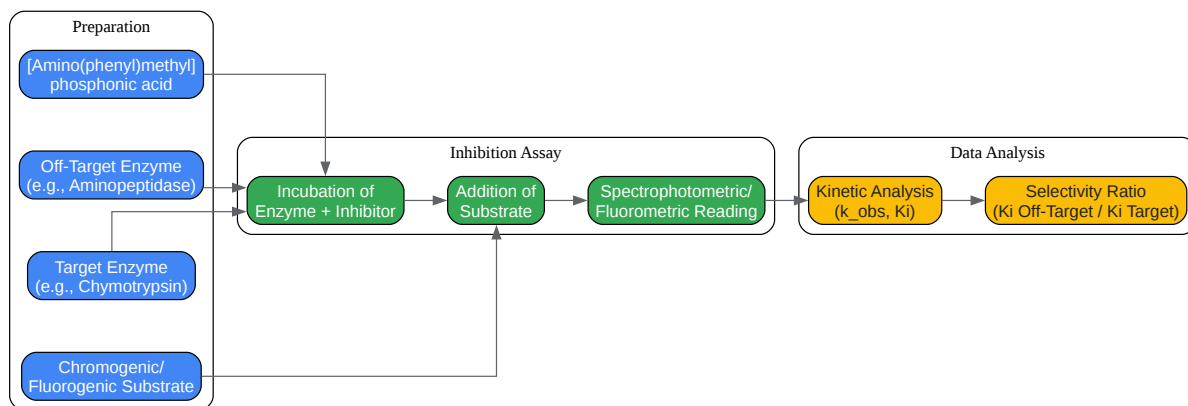 Preparation
[Amino(phenyl)methyl]
phosphonic acid
Off-Target Enzyme
(e.g., Aminopeptidase)
Target Enzyme
(e.g., Chymotrypsin)
Chromogenic/
Fluorogenic Substrate
Inhibition Assay
Incubation of
Enzyme + Inhibitor
Addition of
Substrate
Spectrophotometric/
Fluorometric Reading
Data Analysis
Kinetic Analysis
(k_obs, Ki)
Selectivity Ratio
(Ki Off-Target / Ki Target)